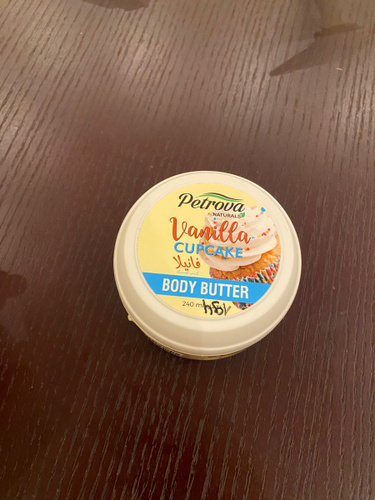 Petrova
NATURALS
Vanilla
CUPCAKE
فانيلا
BODY BUTTER
240 ml